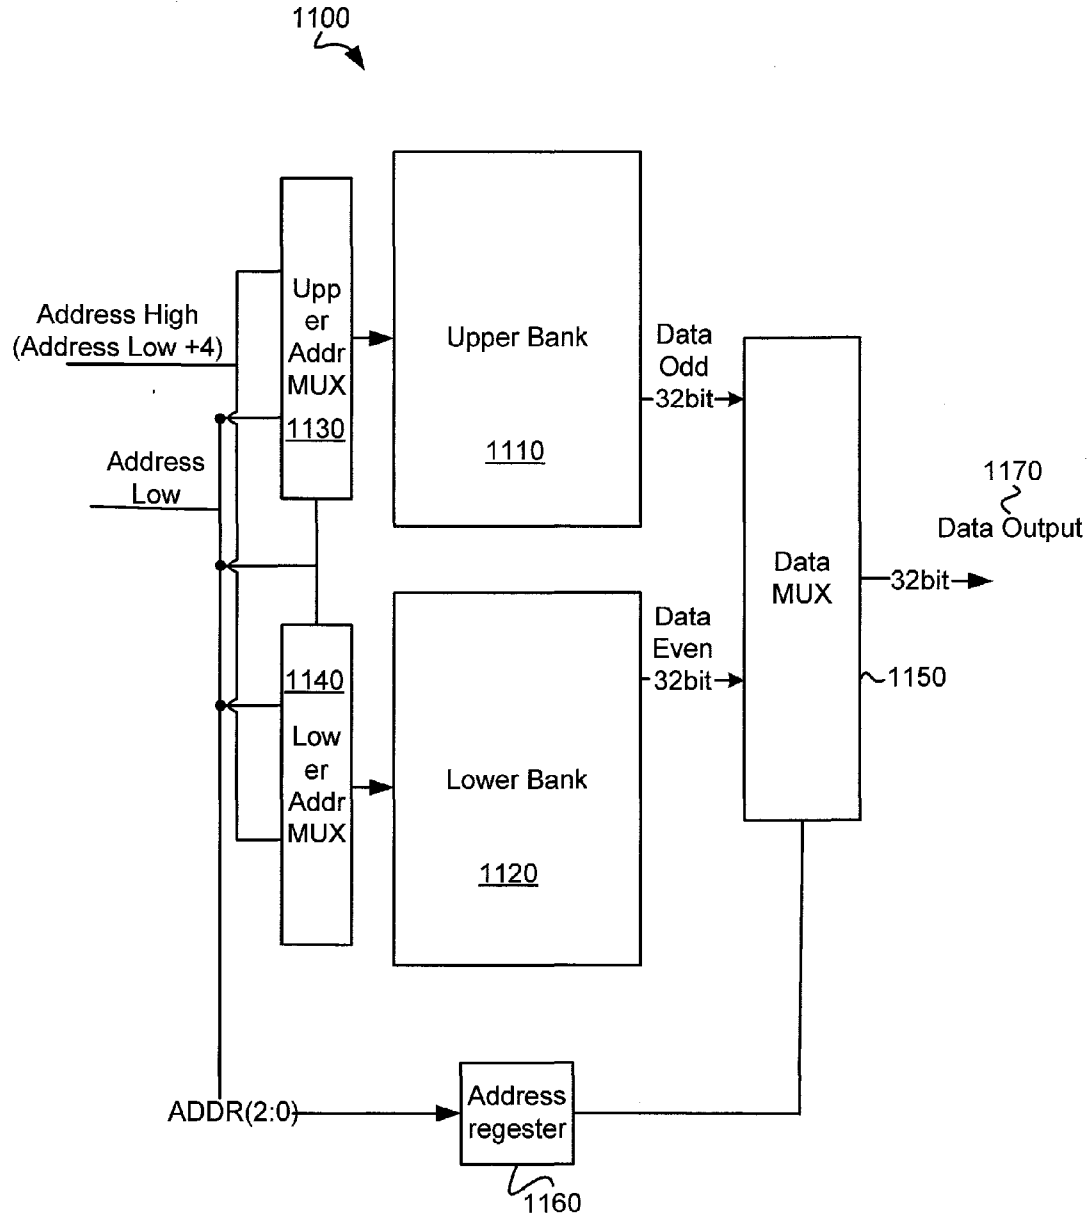 1100
Address High
(Address Low +4)
Address
Low
Upp
er
Addr
MUX
1130
Upper Bank
1110
Data
Odd
32bit
1170
Data Output
Data
MUX
32bit
1150
Data
Even
32bit
1140
Low
er
Addr
MUX
Lower Bank
1120
ADDR(2:0)
Address
regester
1160